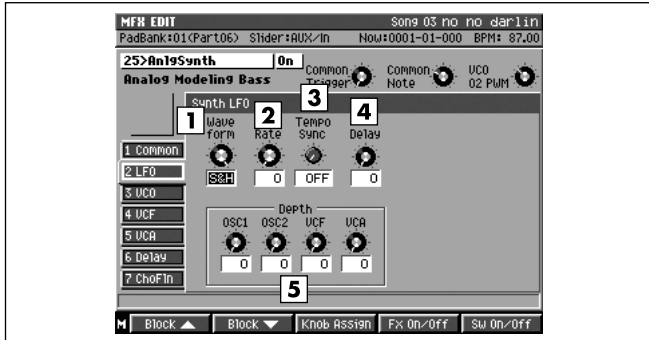 MFX EDIT Song 03 no no darlin
PadBank:01(Part06) Slider:AUX/In Now:0001-01-000 BPM: 87.00
25>AnlgSynth On
Analog Modeling Bass
Common Trigger
Common Note
VCO 02 PWM
Synth LFO
1 2 3 4
Wave form
Rate
Tempo Sync
Delay
S&H 0 OFF 0
1 Common
2 LFO
3 VCO
4 VCF
5 VCA
6 Delay
7 ChoFln
Depth
OSC1 OSC2 VCF VCA
0 0 0 0
5
M Block ▲ Block ▼ Knob Assign Fx On/Off Sw On/Off